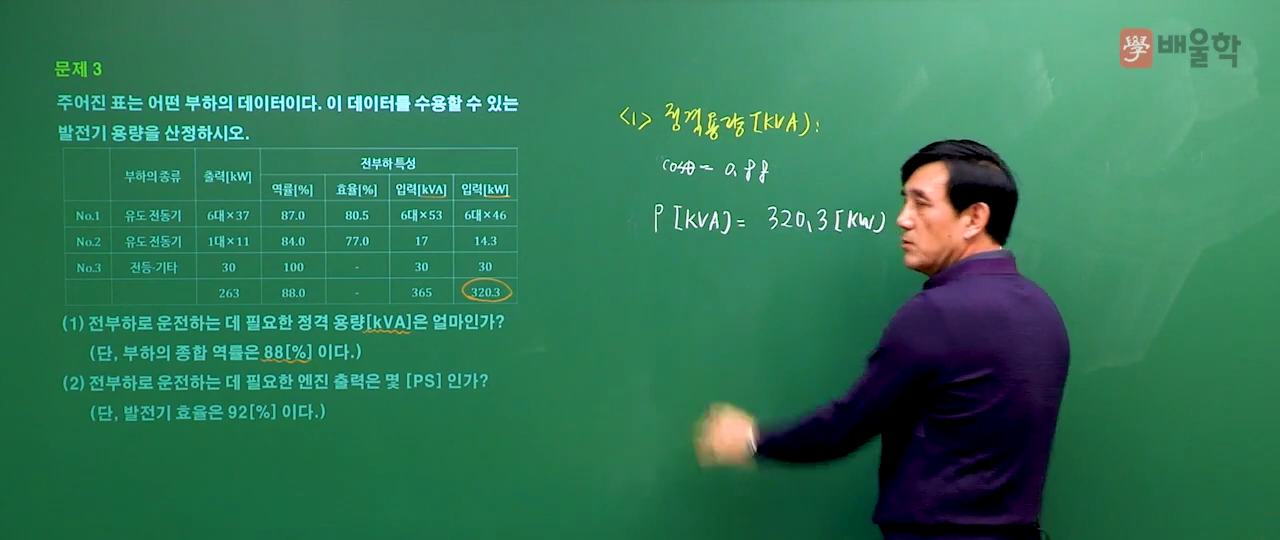 學 배울학
문제 3
주어진 표는 어떤 부하의 데이터이다. 이 데이터를 수용할 수 있는
발전기 용량을 산정하시오.
부하의 종류 출력[kW] 전부하 특성
역률[%] 효율[%] 입력[kVA] 입력[kW]
No.1 유도 전동기 6대×37 87.0 80.5 6대×53 6대×46
No.2 유도 전동기 1대×11 84.0 77.0 17 14.3
No.3 전등·기타 30 100 - 30 30
263 88.0 - 365 320.3
(1) 전부하로 운전하는 데 필요한 정격 용량[kVA]은 얼마인가?
(단, 부하의 종합 역률은 88[%] 이다.)
(2) 전부하로 운전하는 데 필요한 엔진 출력은 몇 [PS] 인가?
(단, 발전기 효율은 92[%] 이다.)
<1> 정격용량[KVA]:
cosθ = 0.88
P [KVA] = 320.3 [KW]